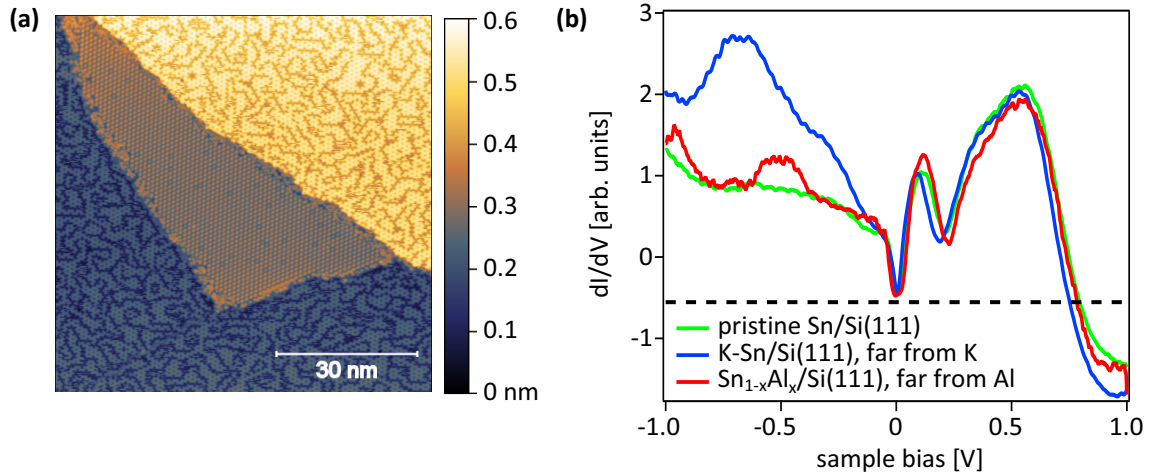 (a)
0.6
0.5
0.4
0.3
0.2
0.1
0 nm
30 nm
(b)
3
2
1
0
-1
dI/dV [arb. units]
pristine Sn/Si(111)
K-Sn/Si(111), far from K
Sn1-xAlx/Si(111), far from Al
-1.0
-0.5
0
0.5
1.0
sample bias [V]